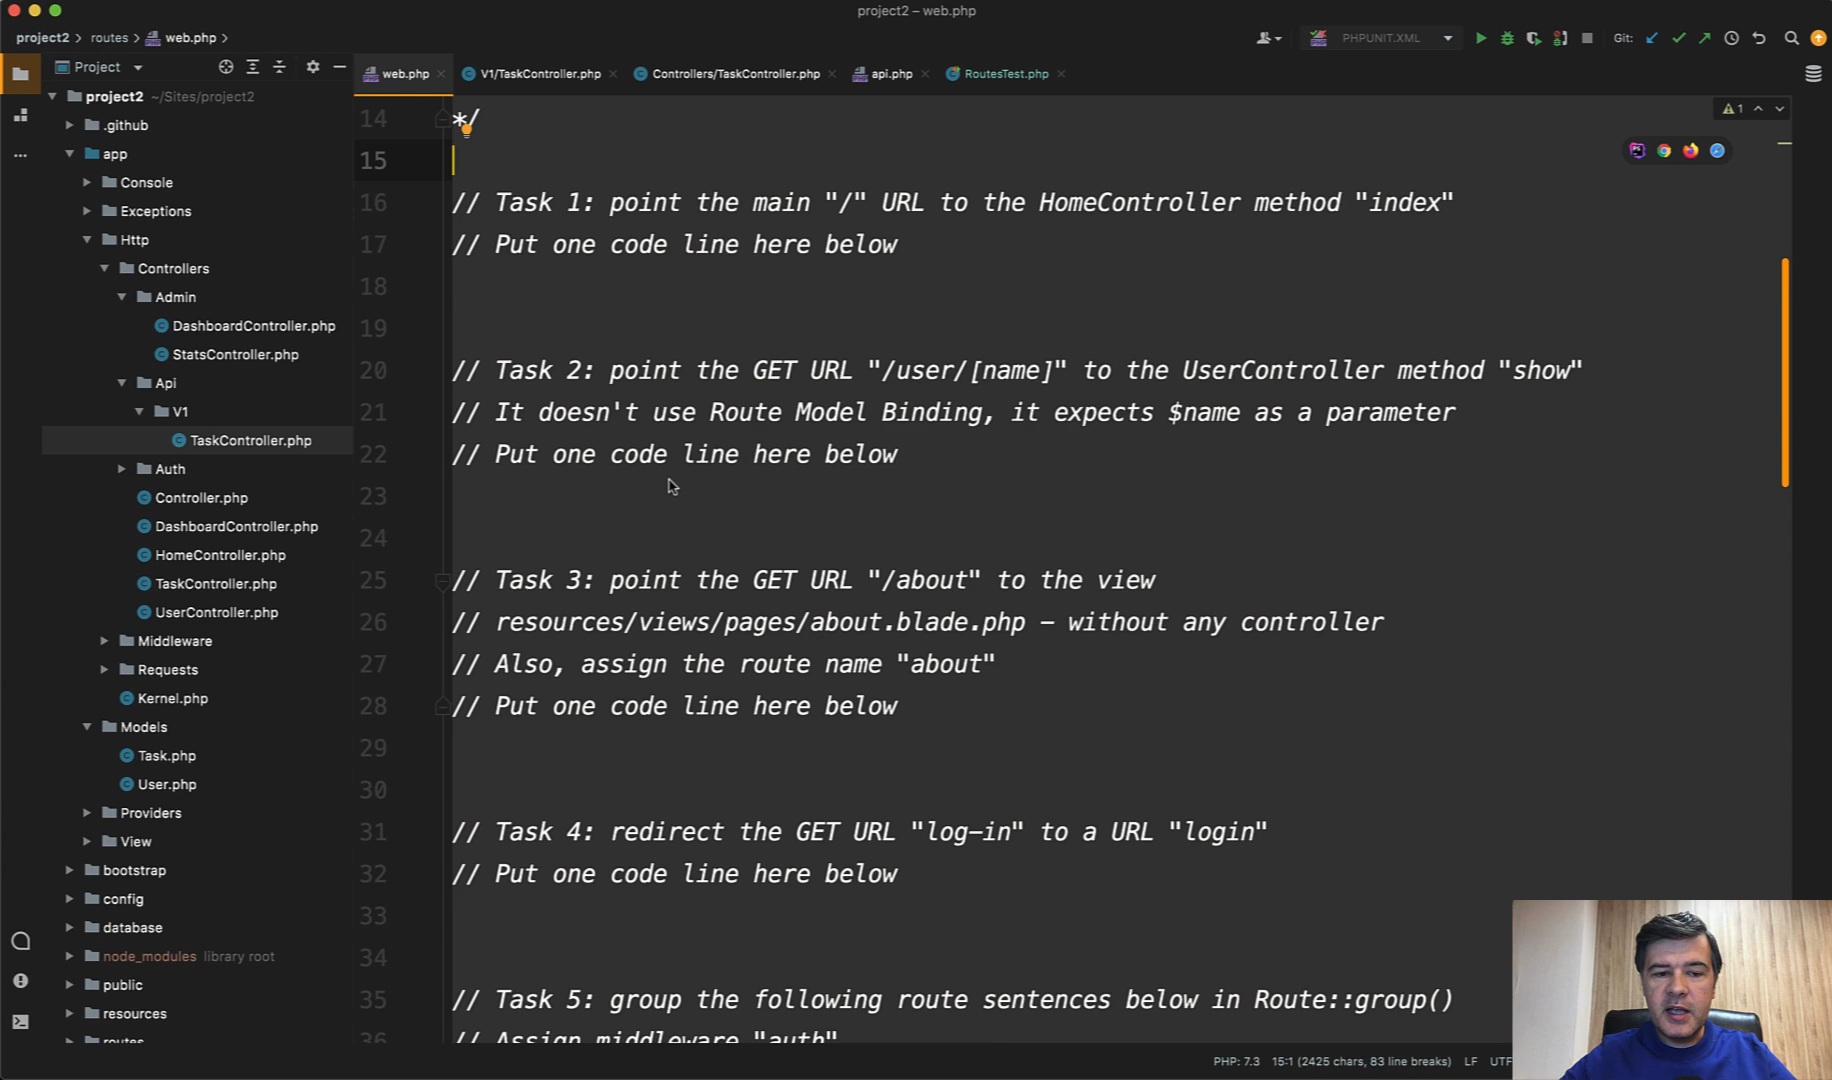 project2 – web.php
project2 > routes > web.php >
PHPUNIT.XML
Git:
Project
web.php
V1/TaskController.php
Controllers/TaskController.php
api.php
RoutesTest.php
project2 ~/Sites/project2
.github
app
Console
Exceptions
Http
Controllers
Admin
DashboardController.php
StatsController.php
Api
V1
TaskController.php
Auth
Controller.php
DashboardController.php
HomeController.php
TaskController.php
UserController.php
Middleware
Requests
Kernel.php
Models
Task.php
User.php
Providers
View
bootstrap
config
database
node_modules library root
public
resources
routes
1
14 */
15
16 // Task 1: point the main "/" URL to the HomeController method "index"
17 // Put one code line here below
18
19
20 // Task 2: point the GET URL "/user/[name]" to the UserController method "show"
21 // It doesn't use Route Model Binding, it expects $name as a parameter
22 // Put one code line here below
23
24
25 // Task 3: point the GET URL "/about" to the view
26 // resources/views/pages/about.blade.php – without any controller
27 // Also, assign the route name "about"
28 // Put one code line here below
29
30
31 // Task 4: redirect the GET URL "log-in" to a URL "login"
32 // Put one code line here below
33
34
35 // Task 5: group the following route sentences below in Route::group()
36 // Assign middleware "auth"
PHP: 7.3 15:1 (2425 chars, 83 line breaks) LF UTF